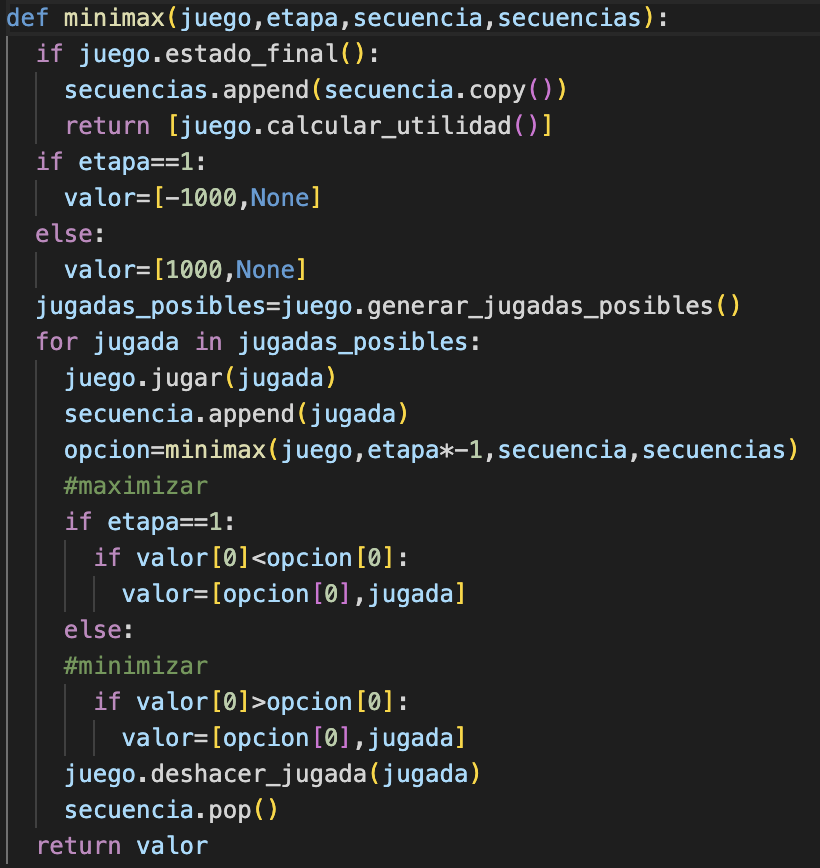 def minimax(juego,etapa,secuencia,secuencias):
  if juego.estado_final():
    secuencias.append(secuencia.copy())
    return [juego.calcular_utilidad()]
  if etapa==1:
    valor=[-1000,None]
  else:
    valor=[1000,None]
  jugadas_posibles=juego.generar_jugadas_posibles()
  for jugada in jugadas_posibles:
    juego.jugar(jugada)
    secuencia.append(jugada)
    opcion=minimax(juego,etapa*-1,secuencia,secuencias)
    #maximizar
    if etapa==1:
      if valor[0]<opcion[0]:
        valor=[opcion[0],jugada]
    else:
    #minimizar
      if valor[0]>opcion[0]:
        valor=[opcion[0],jugada]
    juego.deshacer_jugada(jugada)
    secuencia.pop()
  return valor